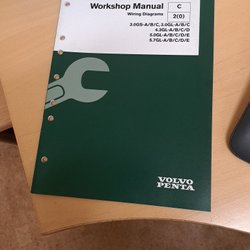 Workshop Manual
Wiring Diagrams
C
2(0)
3.0GS-A/B/C, 3.0GL-A/B/C
4.3GL-A/B/C/D
5.0GL-A/B/C/D/E
5.7GL-A/B/C/D/E
VOLVO
PENTA